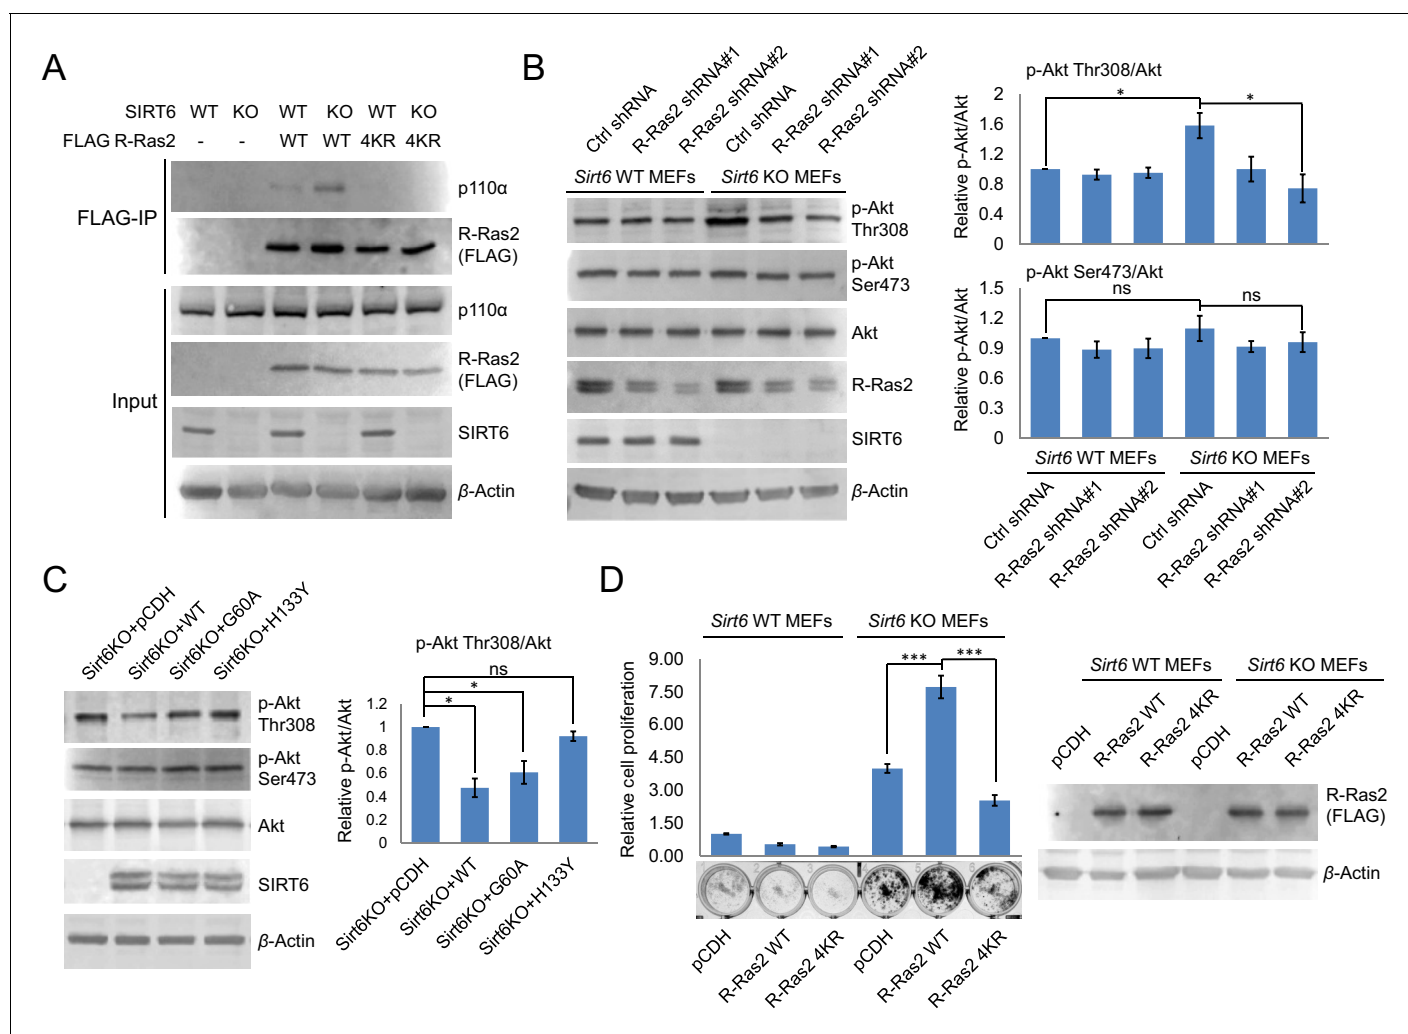 A
SIRT6 WT KO WT KO WT KO
FLAG R-Ras2 - - WT WT 4KR 4KR
FLAG-IP
p110α
R-Ras2
(FLAG)
Input
p110α
R-Ras2
(FLAG)
SIRT6
β-Actin
B
Ctrl shRNA
R-Ras2 shRNA#1
R-Ras2 shRNA#2
Ctrl shRNA
R-Ras2 shRNA#1
R-Ras2 shRNA#2
Sirt6 WT MEFs Sirt6 KO MEFs
p-Akt
Thr308
p-Akt
Ser473
Akt
R-Ras2
SIRT6
β-Actin
p-Akt Thr308/Akt
Relative p-Akt/Akt
2
1.6
1.2
0.8
0.4
0
* *
p-Akt Ser473/Akt
Relative p-Akt/Akt
1.5
1.2
0.9
0.6
0.3
0
ns ns
Sirt6 WT MEFs Sirt6 KO MEFs
Ctrl shRNA
R-Ras2 shRNA#1
R-Ras2 shRNA#2
Ctrl shRNA
R-Ras2 shRNA#1
R-Ras2 shRNA#2
C
Sirt6KO+pCDH
Sirt6KO+WT
Sirt6KO+G60A
Sirt6KO+H133Y
p-Akt
Thr308
p-Akt
Ser473
Akt
SIRT6
β-Actin
p-Akt Thr308/Akt
ns
*
*
Relative p-Akt/Akt
1.2
1
0.8
0.6
0.4
0.2
0
Sirt6KO+pCDH
Sirt6KO+WT
Sirt6KO+G60A
Sirt6KO+H133Y
D
Sirt6 WT MEFs Sirt6 KO MEFs
Relative cell proliferation
9.00
7.50
6.00
4.50
3.00
1.50
0.00
*** ***
pCDH
R-Ras2 WT
R-Ras2 4KR
pCDH
R-Ras2 WT
R-Ras2 4KR
Sirt6 WT MEFs Sirt6 KO MEFs
pCDH
R-Ras2 WT
R-Ras2 4KR
pCDH
R-Ras2 WT
R-Ras2 4KR
R-Ras2
(FLAG)
β-Actin